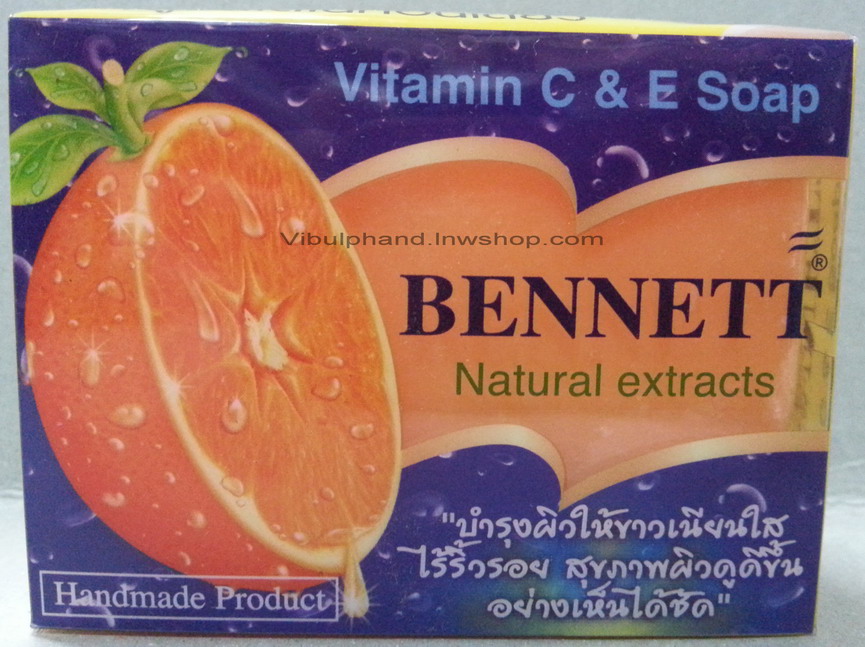 Vitamin C & E Soap
Vibulphand.lnwshop.com
BENNETT®
Natural extracts
"บำรุงผิวให้ขาวเนียนใส
ไร้ริ้วรอย สุขภาพผิวดูดีขึ้น
อย่างเห็นได้ชัด"
Handmade Product